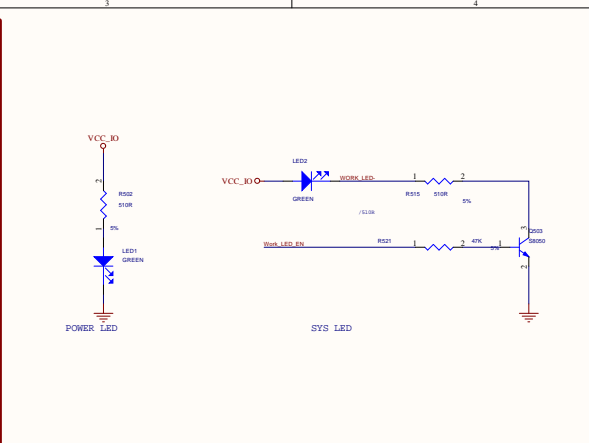 3
4
VCC_IO
2
R502
510R
1
5%
LED1
GREEN
POWER LED
LED2
VCC_IO
WORK_LED-
1
2
GREEN
R515
510R
5%
Work_LED_EN
R521
1
2
47K
5%
1
3
Q503
S8050
2
SYS LED